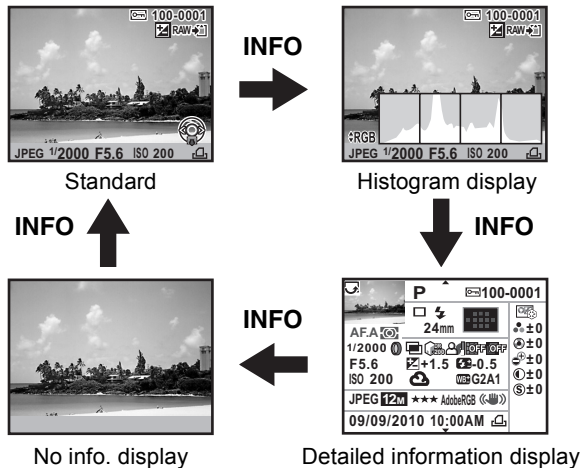 100-0001
RAW
JPEG 1/2000 F5.6 ISO 200
Standard
INFO
100-0001
RAW
RGB
JPEG 1/2000 F5.6 ISO 200
Histogram display
INFO
P 100-0001
24mm
AF.A
1/2000 OFF OFF
F5.6 +1.5 -0.5
ISO 200 WB G2A1
JPEG 12M ★★★ AdobeRGB
09/09/2010 10:00AM
±0
±0
±0
±0
S ±0
Detailed information display
INFO
No info. display
INFO